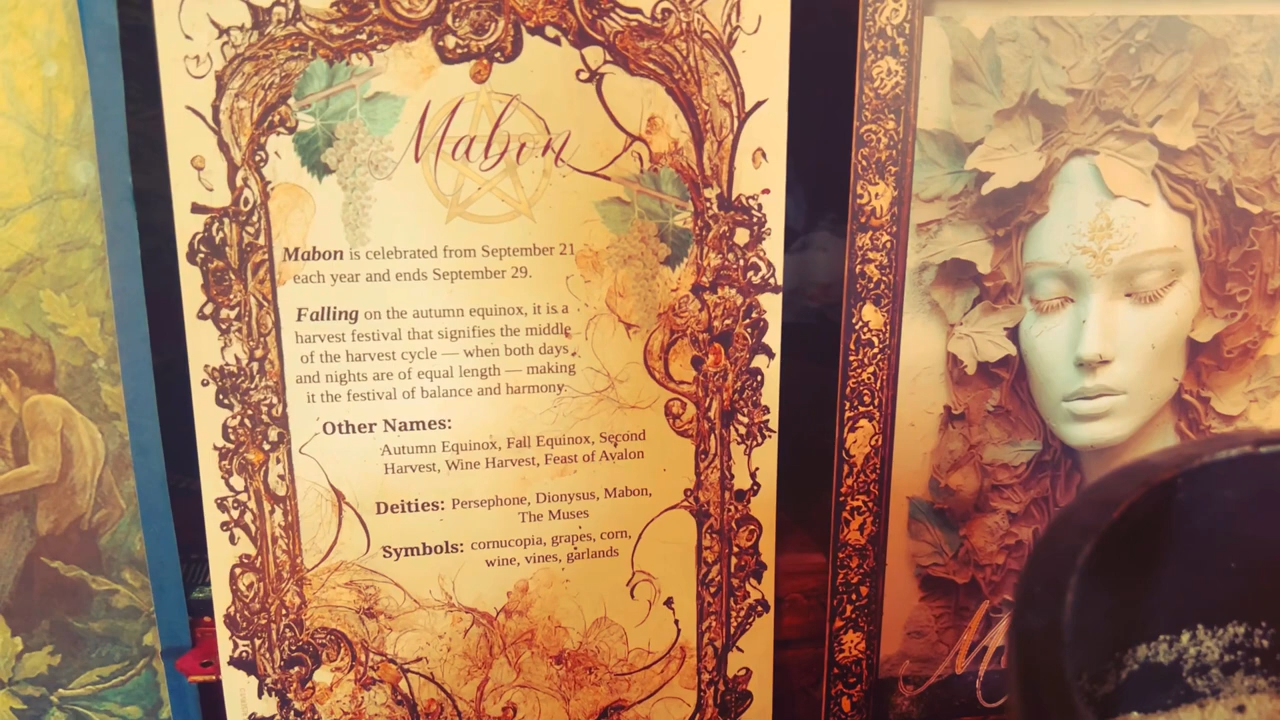 Mabon
Mabon is celebrated from September 21
each year and ends September 29.
Falling on the autumn equinox, it is a
harvest festival that signifies the middle
of the harvest cycle — when both days
and nights are of equal length — making
it the festival of balance and harmony.
Other Names:
Autumn Equinox, Fall Equinox, Second
Harvest, Wine Harvest, Feast of Avalon
Deities: Persephone, Dionysus, Mabon,
The Muses
Symbols: cornucopia, grapes, corn,
wine, vines, garlands
M